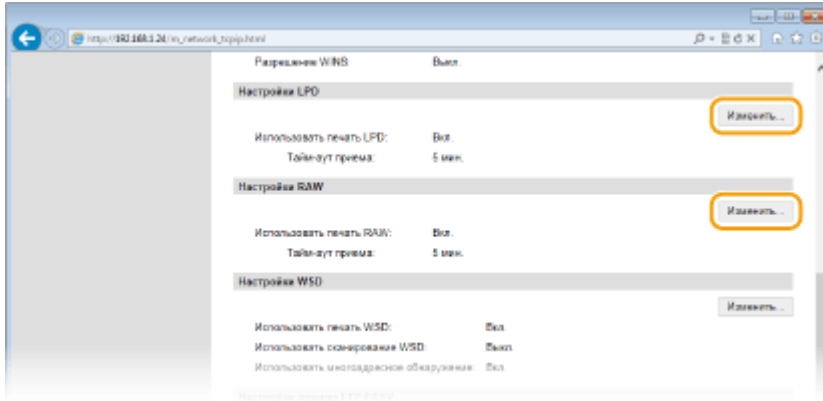 http://192.168.1.24/m_network_tcpip.html
Разрешение WINS: Выкл.
Настройки LPD
Изменить...
Использовать печать LPD: Вкл.
Тайм-аут приема: 5 мин.
Настройки RAW
Изменить...
Использовать печать RAW: Вкл.
Тайм-аут приема: 5 мин.
Настройки WSD
Изменить...
Использовать печать WSD: Вкл.
Использовать сканирование WSD: Выкл.
Использовать многоадресное обнаружение: Вкл.